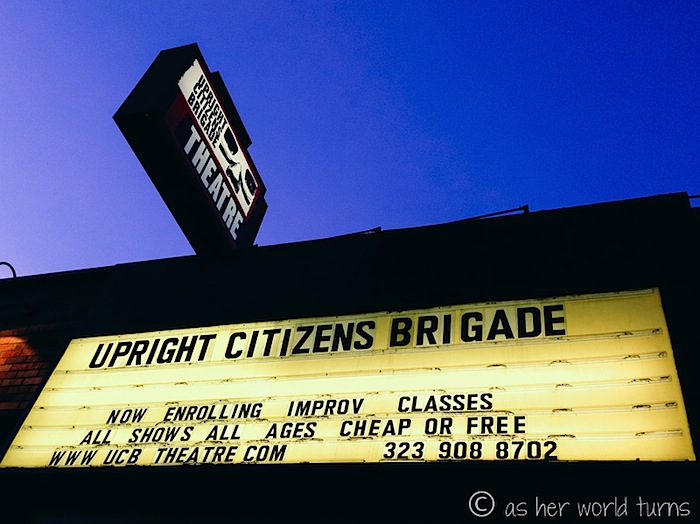 UPRIGHT
CITIZENS
BRIGADE
THEATRE
UPRIGHT CITIZENS BRIGADE
NOW ENROLLING IMPROV CLASSES
ALL SHOWS ALL AGES CHEAP OR FREE
WWW UCB THEATRE.COM 323 908 8702
© as her world turns